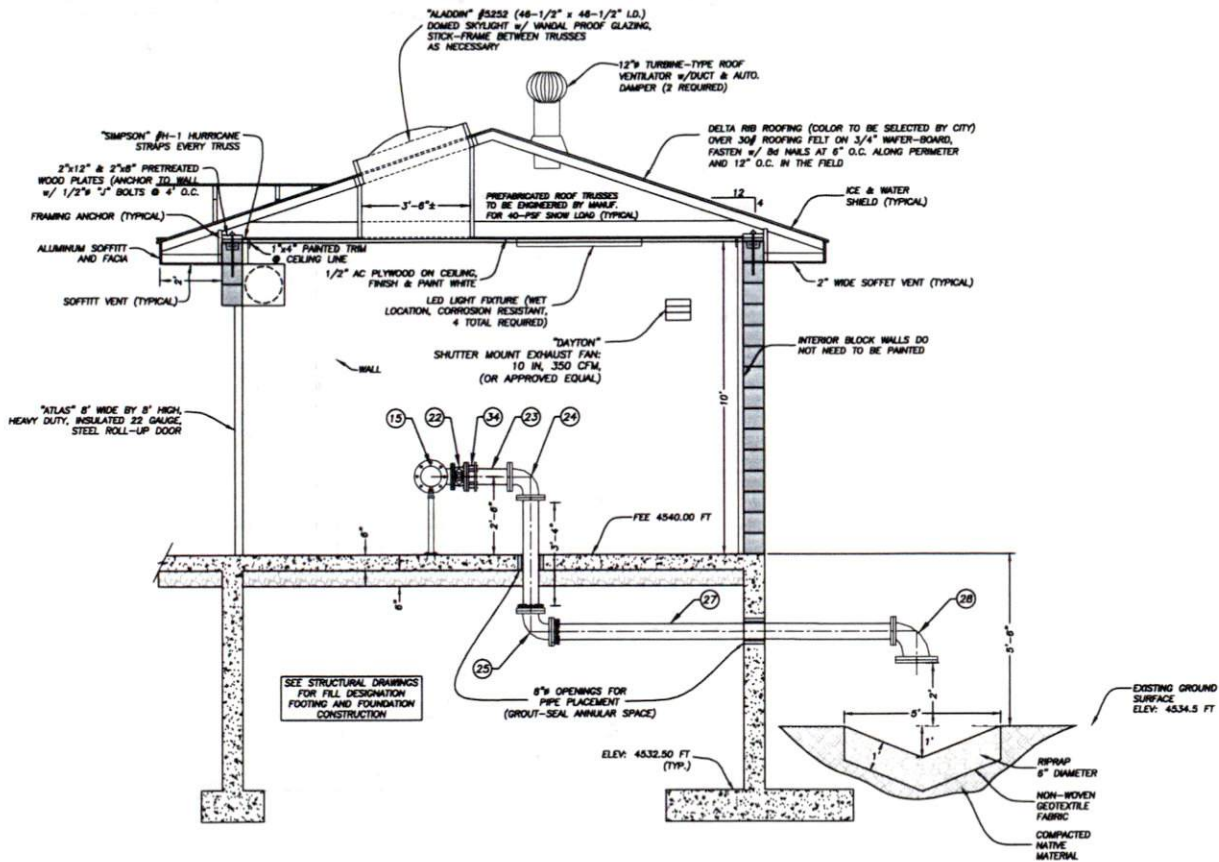 "ALADDIN" #5252 (46-1/2" x 46-1/2" I.D.)
DOMED SKYLIGHT w/ VANDAL PROOF GLAZING,
STICK-FRAME BETWEEN TRUSSES
AS NECESSARY
12"ø TURBINE-TYPE ROOF
VENTILATOR w/DUCT & AUTO.
DAMPER (2 REQUIRED)
"SIMPSON" #H-1 HURRICANE
STRAPS EVERY TRUSS
DELTA RIB ROOFING (COLOR TO BE SELECTED BY CITY)
OVER 30# ROOFING FELT ON 3/4" WAFER-BOARD,
FASTEN w/ 8d NAILS AT 6" O.C. ALONG PERIMETER
AND 12" O.C. IN THE FIELD
2"x12" & 2"x8" PRETREATED
WOOD PLATES (ANCHOR TO WALL
w/ 1/2"ø "J" BOLTS @ 4' O.C.
PREFABRICATED ROOF TRUSSES
TO BE ENGINEERED BY MANUF.
FOR 40-PSF SNOW LOAD (TYPICAL)
3'-6"±
12
4
ICE & WATER
SHIELD (TYPICAL)
FRAMING ANCHOR (TYPICAL)
ALUMINUM SOFFIT
AND FACIA
1"x4" PAINTED TRIM
@ CEILING LINE
2'
1/2" AC PLYWOOD ON CEILING,
FINISH & PAINT WHITE
2" WIDE SOFFET VENT (TYPICAL)
SOFFITT VENT (TYPICAL)
LED LIGHT FIXTURE (WET
LOCATION, CORROSION RESISTANT,
4 TOTAL REQUIRED)
"DAYTON"
SHUTTER MOUNT EXHAUST FAN:
10 IN, 350 CFM,
(OR APPROVED EQUAL)
INTERIOR BLOCK WALLS DO
NOT NEED TO BE PAINTED
WALL
10'
"ATLAS" 8' WIDE BY 8' HIGH,
HEAVY DUTY, INSULATED 22 GAUGE,
STEEL ROLL-UP DOOR
15
22
34
23
24
2'-6"
3'-4"
FEE 4540.00 FT
6"
6"
27
28
25
5'-6"
2'
SEE STRUCTURAL DRAWINGS
FOR FILL DESIGNATION
FOOTING AND FOUNDATION
CONSTRUCTION
8"ø OPENINGS FOR
PIPE PLACEMENT
(GROUT-SEAL ANNULAR SPACE)
EXISTING GROUND
SURFACE
ELEV: 4534.5 FT
5'
1'
1'
ELEV: 4532.50 FT
(TYP.)
RIPRAP
6" DIAMETER
NON-WOVEN
GEOTEXTILE
FABRIC
COMPACTED
NATIVE
MATERIAL